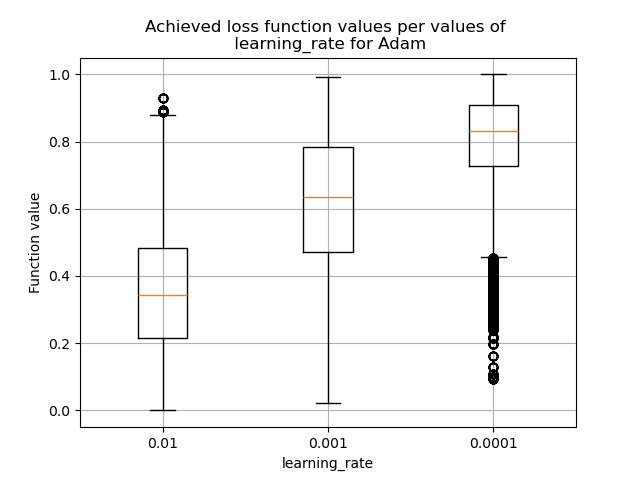 Achieved loss function values per values of
learning_rate for Adam
1.0
0.8
0.6
0.4
0.2
0.0
Function value
0.01
0.001
0.0001
learning_rate